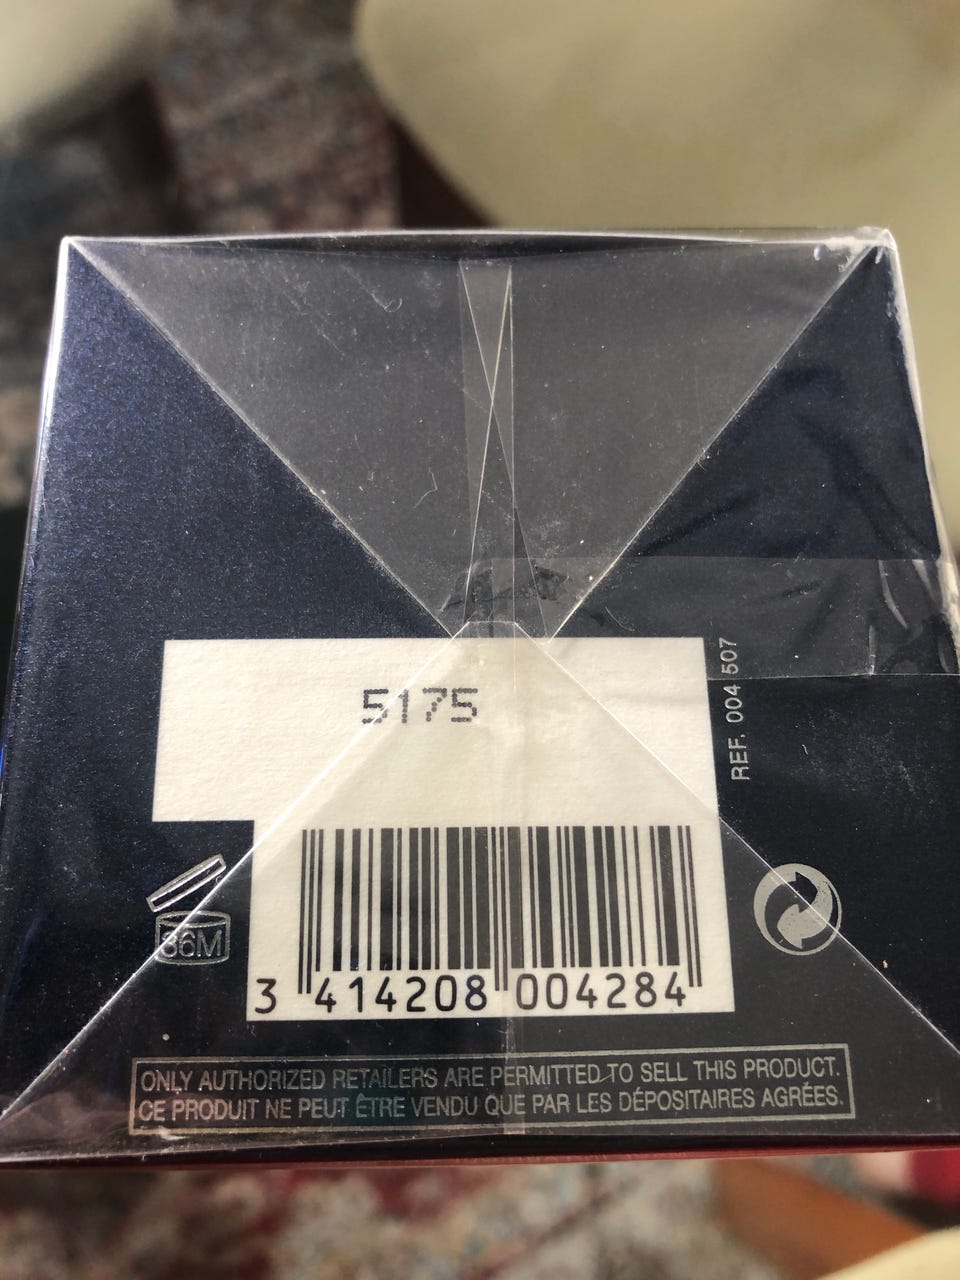 5175
REF. 004 507
36M
3 414208 004284
ONLY AUTHORIZED RETAILERS ARE PERMITTED TO SELL THIS PRODUCT.
CE PRODUIT NE PEUT ÊTRE VENDU QUE PAR LES DÉPOSITAIRES AGRÉES.